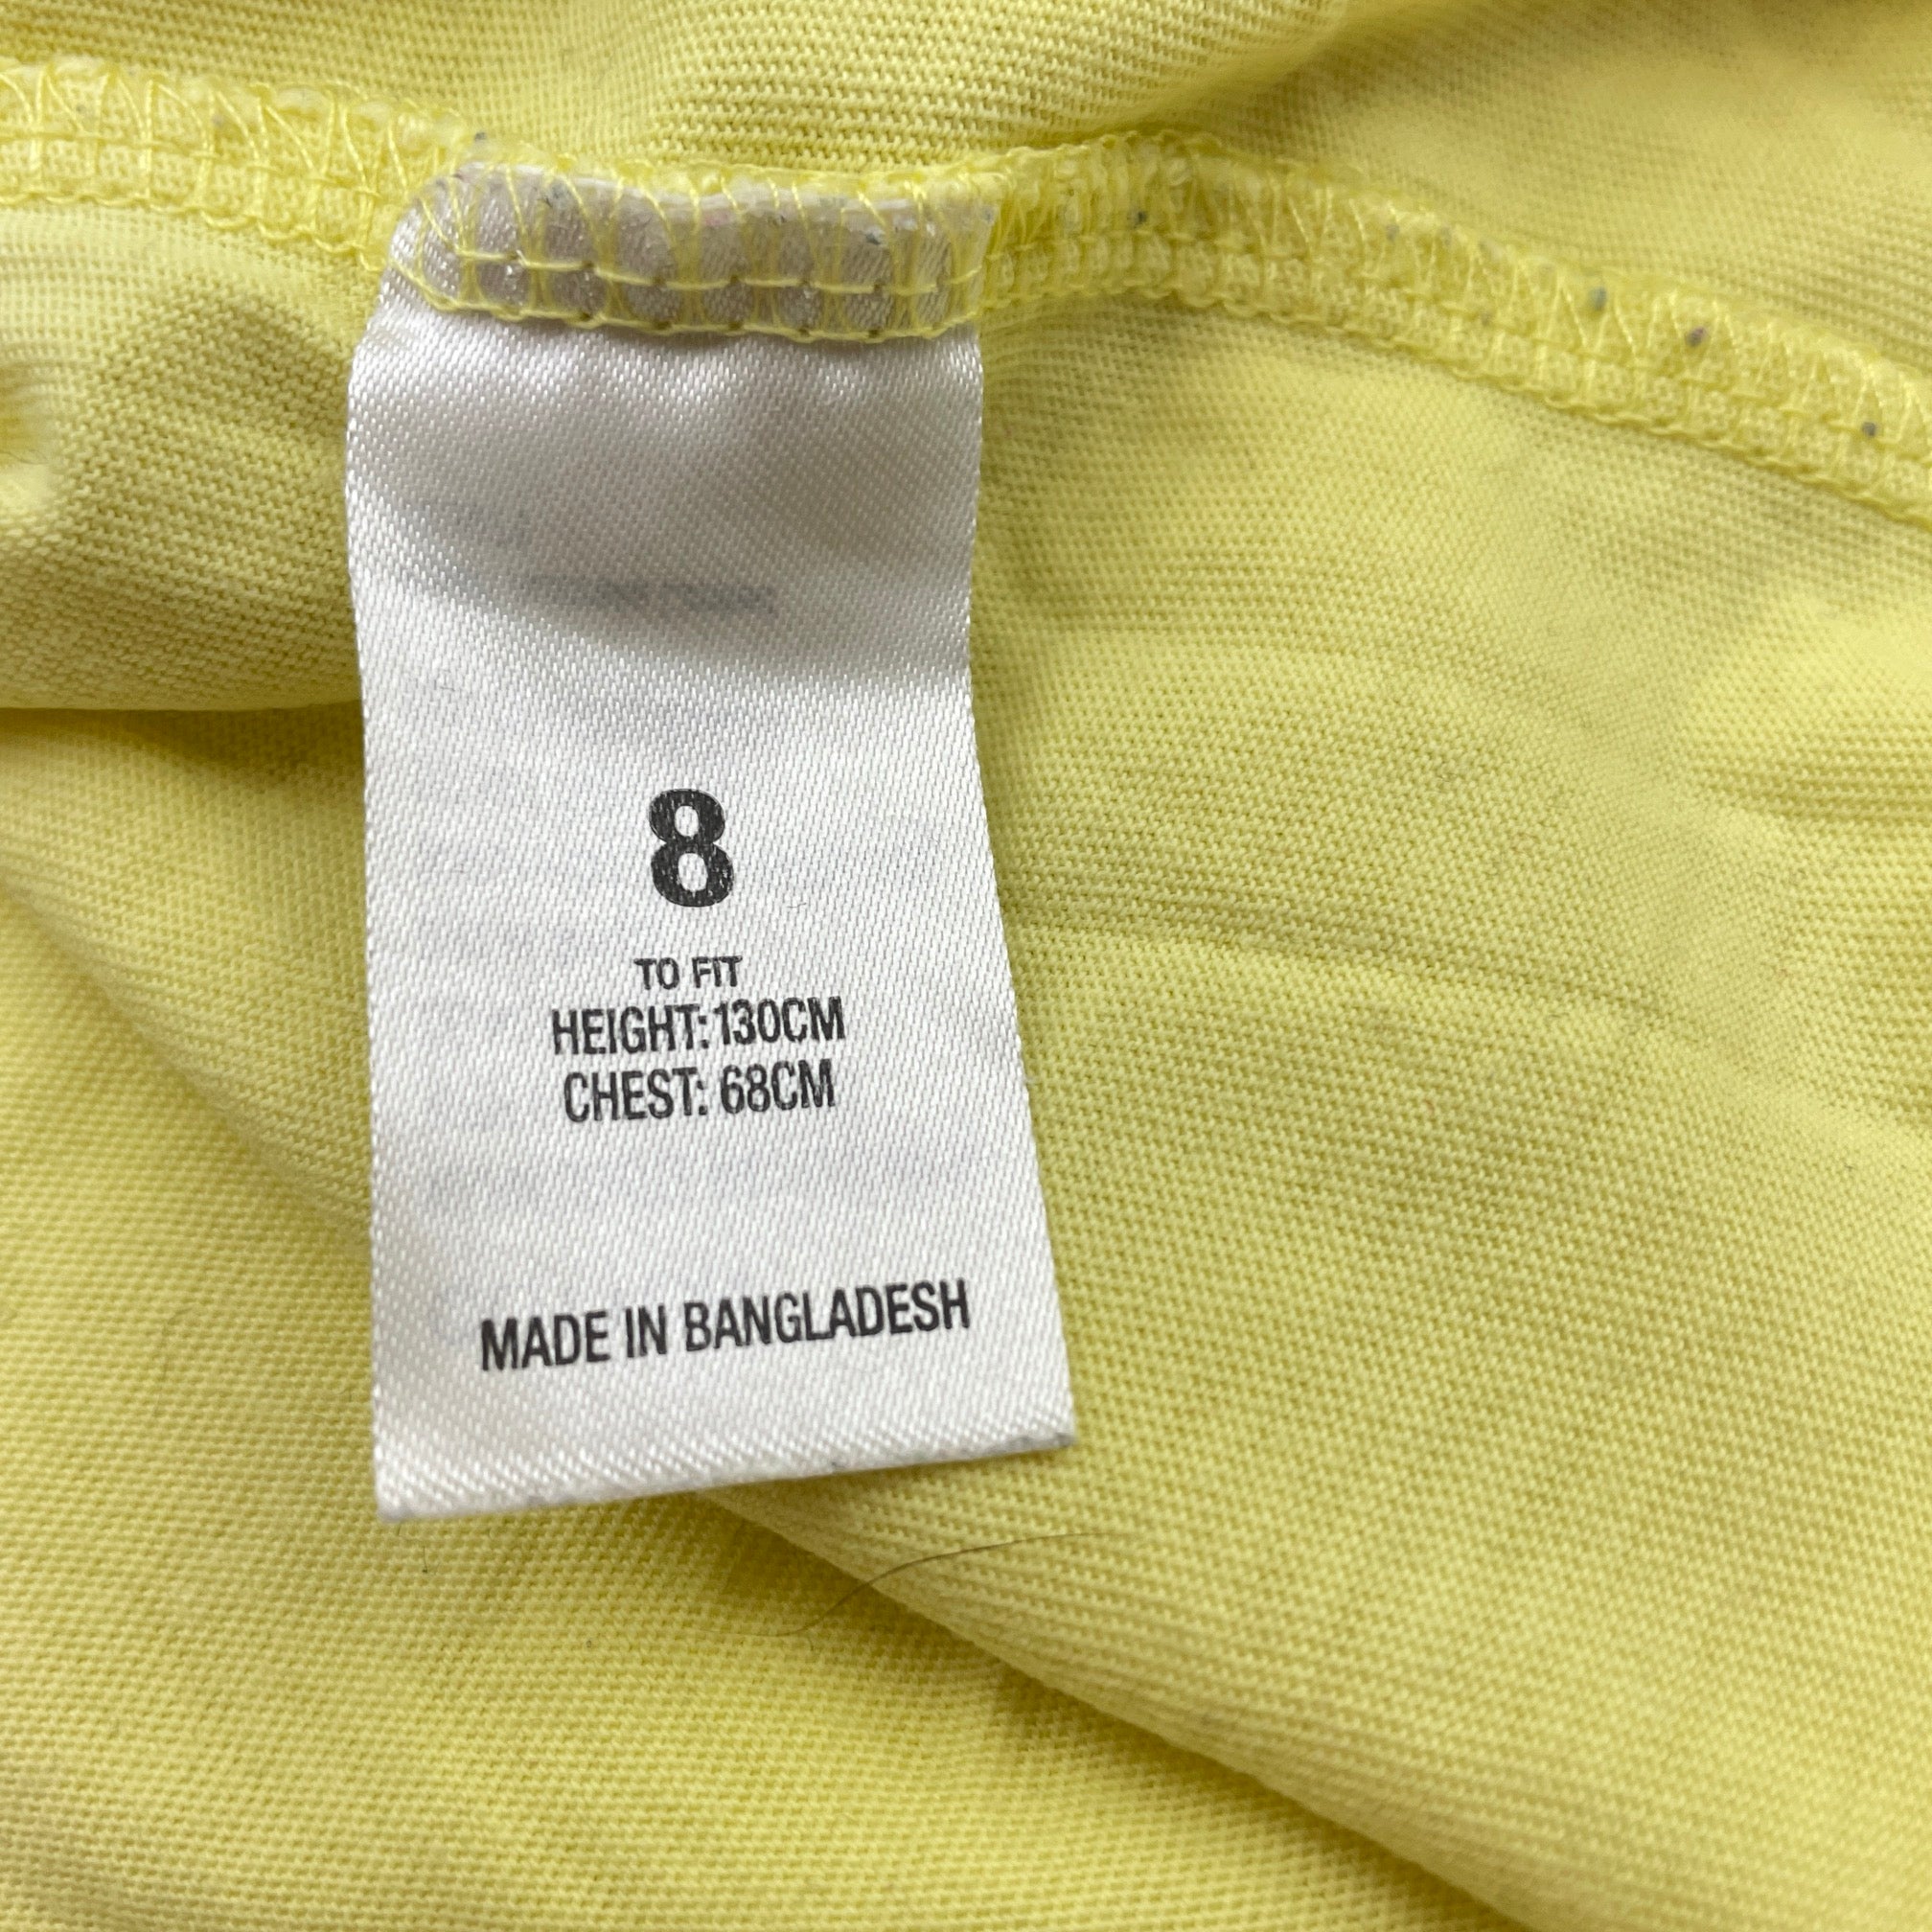 8
TO FIT
HEIGHT: 130CM
CHEST: 68CM
MADE IN BANGLADESH